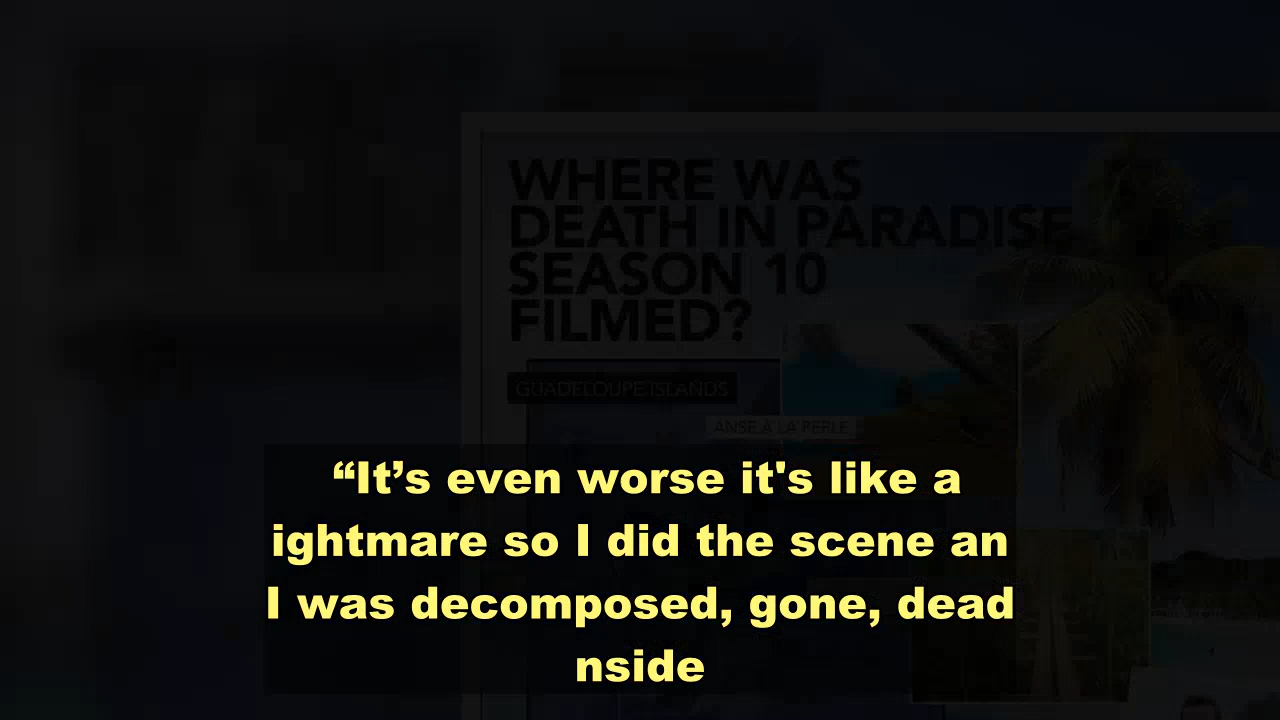 WHERE WAS
DEATH IN PARADISE
SEASON 10
FILMED?
GUADELOUPE ISLANDS
ANSE À LA PERLE
“It’s even worse it's like a
ightmare so I did the scene an
I was decomposed, gone, dead
nside